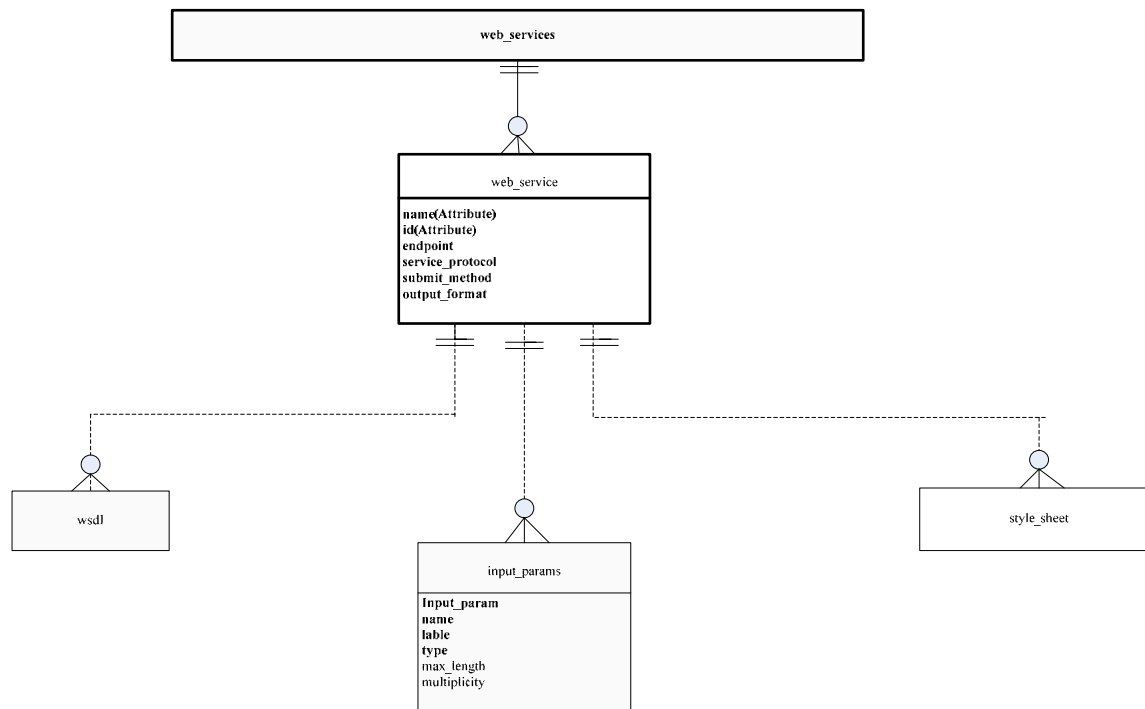 web_services
web_service
name(Attribute)
id(Attribute)
endpoint
service_protocol
submit_method
output_format
wsdl
style_sheet
input_params
Input_param
name
lable
type
max_length
multiplicity